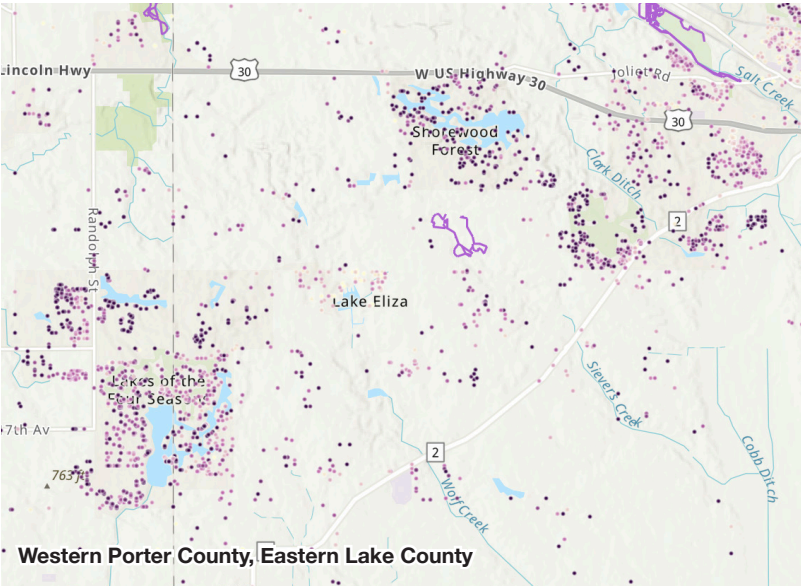 Lincoln Hwy
30
W US Highway 30
Joliet Rd
Salt Creek
30
Shorewood
Forest
Clark Ditch
2
Randolph St
Lake Eliza
Lakes of the
Four Seasons
Sievers Creek
47th Av
2
763 ft
Wolf Creek
Cobb Ditch
Western Porter County, Eastern Lake County